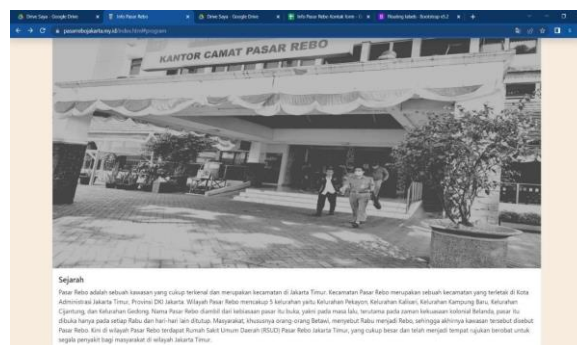 Drive Saya - Google Drive
Info Pasar Rebo
Drive Saya - Google Drive
Info Pasar Rebo-Kontak Form
Floating labels · Bootstrap v5.2
pasarrebojakarta.my.id/index.html#program
KANTOR CAMAT PASAR REBO
Sejarah
Pasar Rebo adalah sebuah kawasan yang cukup terkenal dan merupakan kecamatan di Jakarta Timur. Kecamatan Pasar Rebo merupakan sebuah kecamatan yang terletak di Kota
Administrasi Jakarta Timur, Provinsi DKI Jakarta. Wilayah Pasar Rebo mencakup 5 kelurahan yaitu Kelurahan Pekayon, Kelurahan Kalisari, Kelurahan Kampung Baru, Kelurahan
Cijantung, dan Kelurahan Gedong. Nama Pasar Rebo diambil dari kebiasaan pasar itu buka, yakni pada masa lalu, terutama pada zaman kekuasaan kolonial Belanda, pasar itu
dibuka hanya pada setiap Rabu dan hari-hari lain ditutup. Masyarakat, khususnya orang-orang Betawi, menyebut Rabu menjadi Rebo, sehingga akhirnya kawasan tersebut disebut
Pasar Rebo. Kini di wilayah Pasar Rebo terdapat Rumah Sakit Umum Daerah (RSUD) Pasar Rebo Jakarta Timur, yang cukup besar dan telah menjadi tempat rujukan berobat untuk
segala penyakit bagi masyarakat di wilayah Jakarta Timur.